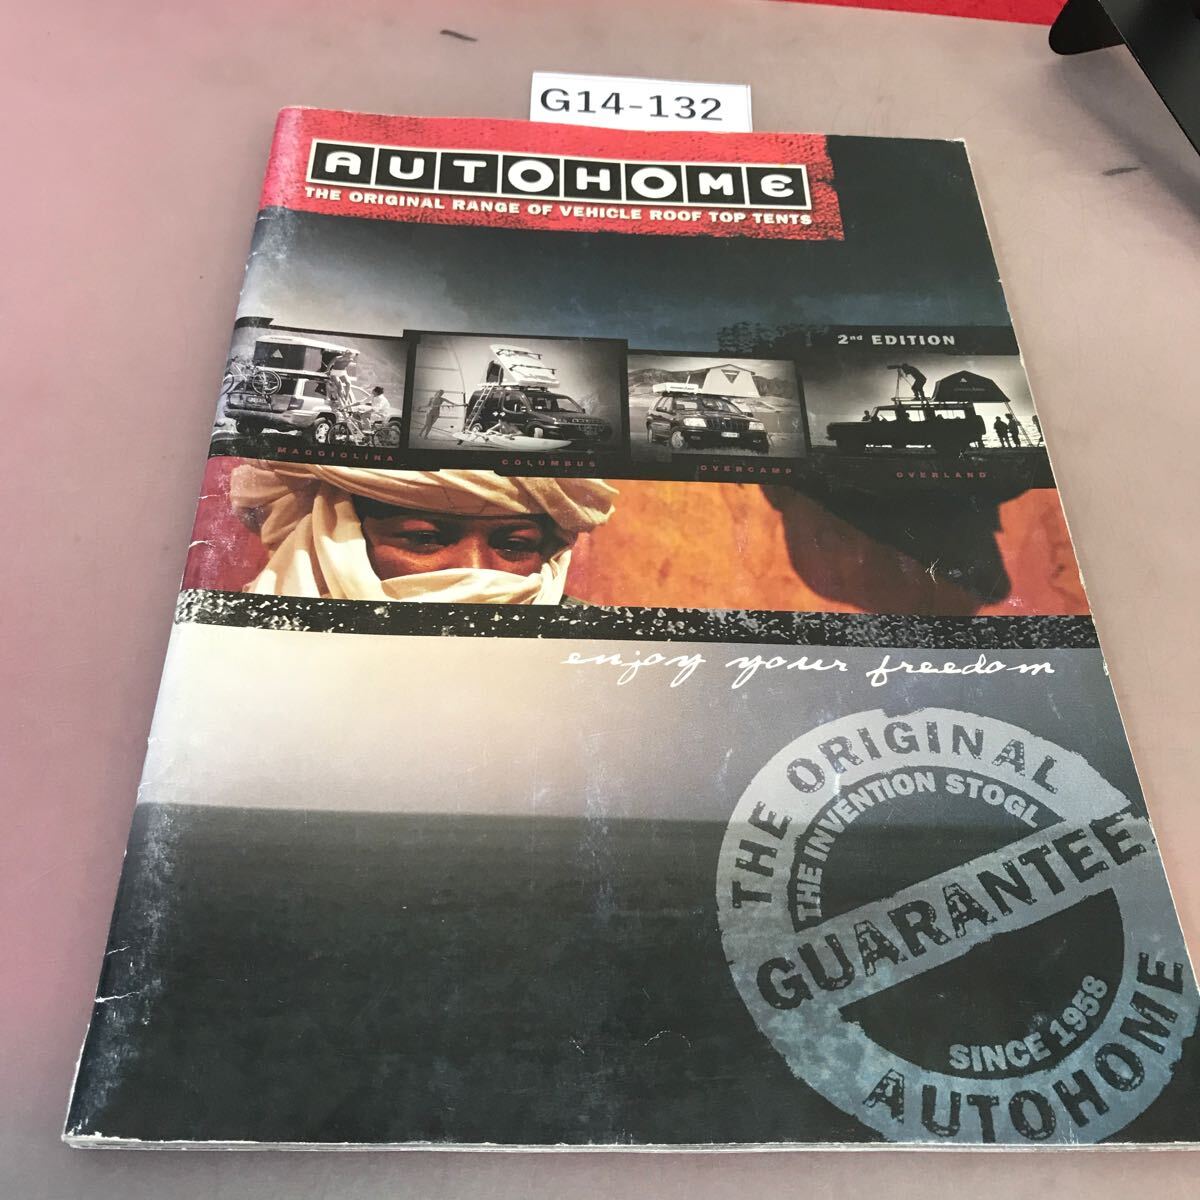 G14-132
AUTOHOME
THE ORIGINAL RANGE OF VEHICLE ROOF TOP TENTS
2nd EDITION
MAGGIOLINA
COLUMBUS
OVERCAMP
OVERLAND
enjoy your freedom
THE ORIGINAL
THE INVENTION STOGL
GUARANTEE
SINCE 1958
AUTOHOME